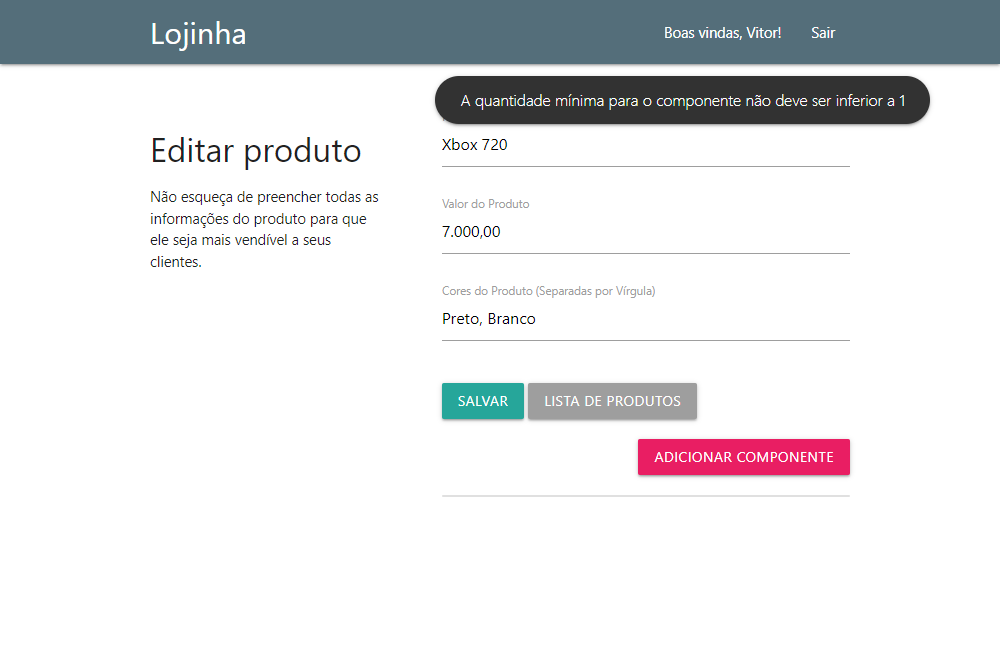 Lojinha
Boas vindas, Vitor!
Sair
A quantidade mínima para o componente não deve ser inferior a 1
Editar produto
Não esqueça de preencher todas as
informações do produto para que
ele seja mais vendível a seus
clientes.
Xbox 720
Valor do Produto
7.000,00
Cores do Produto (Separadas por Vírgula)
Preto, Branco
SALVAR
LISTA DE PRODUTOS
ADICIONAR COMPONENTE